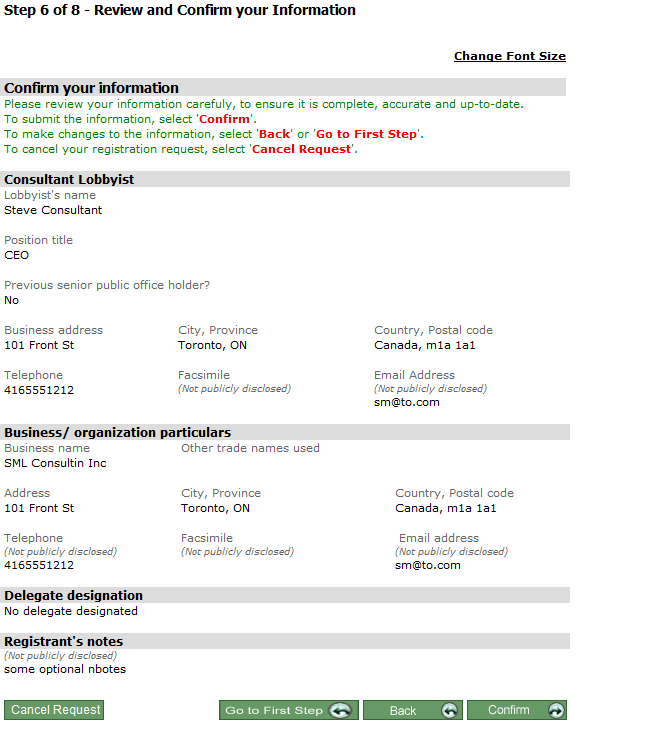 Step 6 of 8 - Review and Confirm your Information
Change Font Size
Confirm your information
Please review your information carefuly, to ensure it is complete, accurate and up-to-date.
To submit the information, select 'Confirm'.
To make changes to the information, select 'Back' or 'Go to First Step'.
To cancel your registration request, select 'Cancel Request'.
Consultant Lobbyist
Lobbyist's name
Steve Consultant
Position title
CEO
Previous senior public office holder?
No
Business address City, Province Country, Postal code
101 Front St Toronto, ON Canada, m1a 1a1
Telephone Facsimile Email Address
(Not publicly disclosed) (Not publicly disclosed)
4165551212
sm@to.com
Business/ organization particulars
Business name Other trade names used
SML Consultin Inc
Address City, Province Country, Postal code
101 Front St Toronto, ON Canada, m1a 1a1
Telephone Facsimile Email address
(Not publicly disclosed) (Not publicly disclosed) (Not publicly disclosed)
4165551212 sm@to.com
Delegate designation
No delegate designated
Registrant's notes
(Not publicly disclosed)
some optional nbotes
Cancel Request Go to First Step Back Confirm